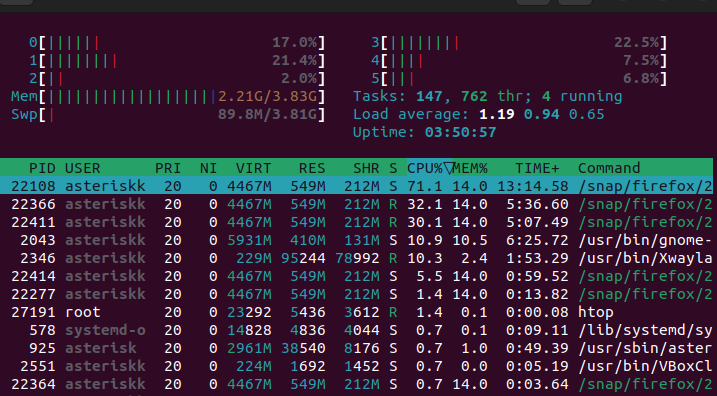 0[|||||| 17.0%] 3[|||||||| 22.5%]
1[|||||||| 21.4%] 4[|||| 7.5%]
2[|| 2.0%] 5[||| 6.8%]
Mem[|||||||||||||||||||2.21G/3.83G] Tasks: 147, 762 thr; 4 running
Swp[| 89.8M/3.81G] Load average: 1.19 0.94 0.65
Uptime: 03:50:57
PID USER PRI NI VIRT RES SHR S CPU%▽MEM% TIME+ Command
22108 asteriskk 20 0 4467M 549M 212M S 71.1 14.0 13:14.58 /snap/firefox/2
22366 asteriskk 20 0 4467M 549M 212M R 32.1 14.0 5:36.60 /snap/firefox/2
22411 asteriskk 20 0 4467M 549M 212M R 30.1 14.0 5:07.49 /snap/firefox/2
2043 asteriskk 20 0 5931M 410M 131M S 10.9 10.5 6:25.72 /usr/bin/gnome-
2346 asteriskk 20 0 229M 95244 78992 R 10.3 2.4 1:53.29 /usr/bin/Xwayla
22414 asteriskk 20 0 4467M 549M 212M S 5.5 14.0 0:59.52 /snap/firefox/2
22277 asteriskk 20 0 4467M 549M 212M S 1.4 14.0 0:13.82 /snap/firefox/2
27191 root 20 0 23292 5436 3612 R 1.4 0.1 0:00.08 htop
578 systemd-o 20 0 14828 4836 4044 S 0.7 0.1 0:09.11 /lib/systemd/sy
925 asterisk 20 0 2961M 38540 8176 S 0.7 1.0 0:49.39 /usr/sbin/aster
2551 asteriskk 20 0 224M 1692 1452 S 0.7 0.0 0:05.19 /usr/bin/VBoxCl
22364 asteriskk 20 0 4467M 549M 212M S 0.7 14.0 0:03.64 /snap/firefox/2